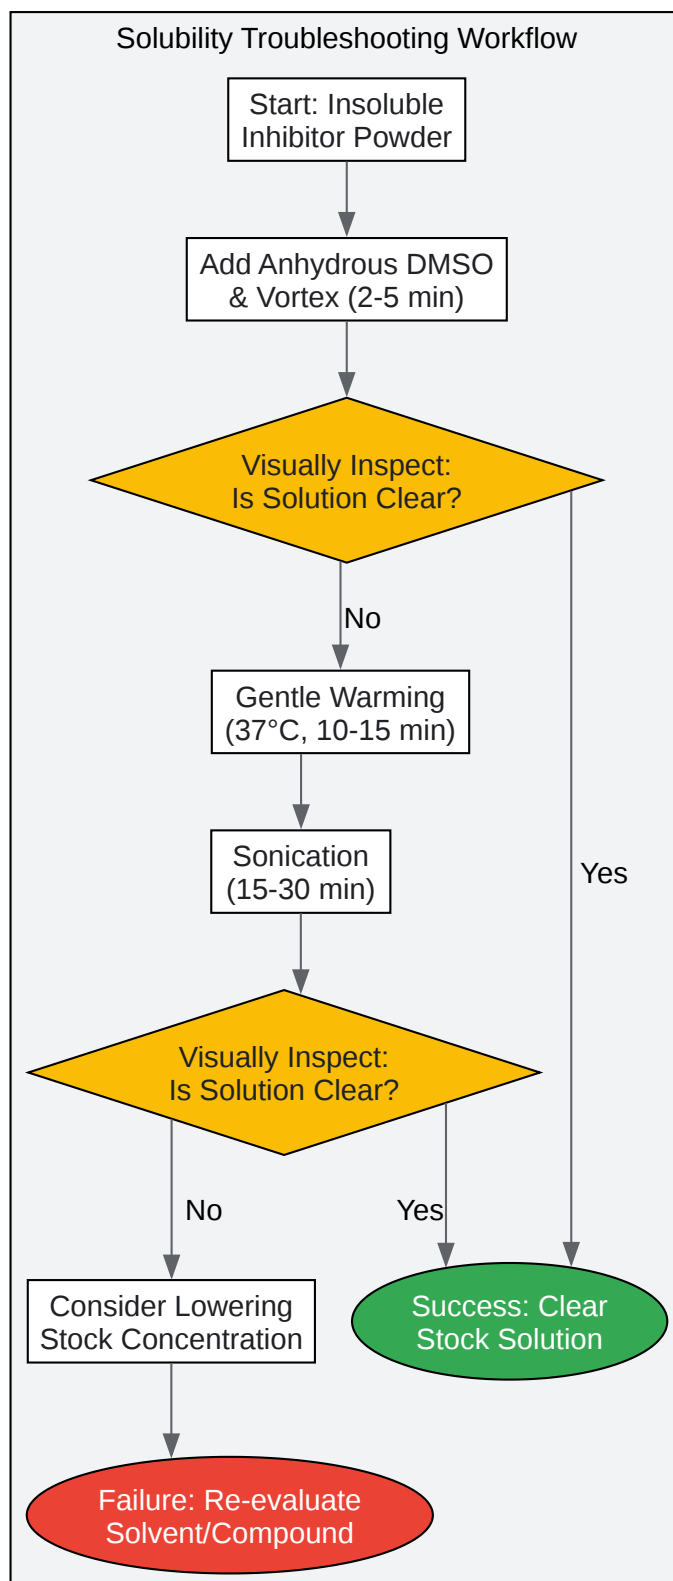 Solubility Troubleshooting Workflow
Start: Insoluble
Inhibitor Powder
Add Anhydrous DMSO
& Vortex (2-5 min)
Visually Inspect:
Is Solution Clear?
No
Gentle Warming
(37°C, 10-15 min)
Sonication
(15-30 min)
Yes
Visually Inspect:
Is Solution Clear?
No
Yes
Consider Lowering
Stock Concentration
Success: Clear
Stock Solution
Failure: Re-evaluate
Solvent/Compound